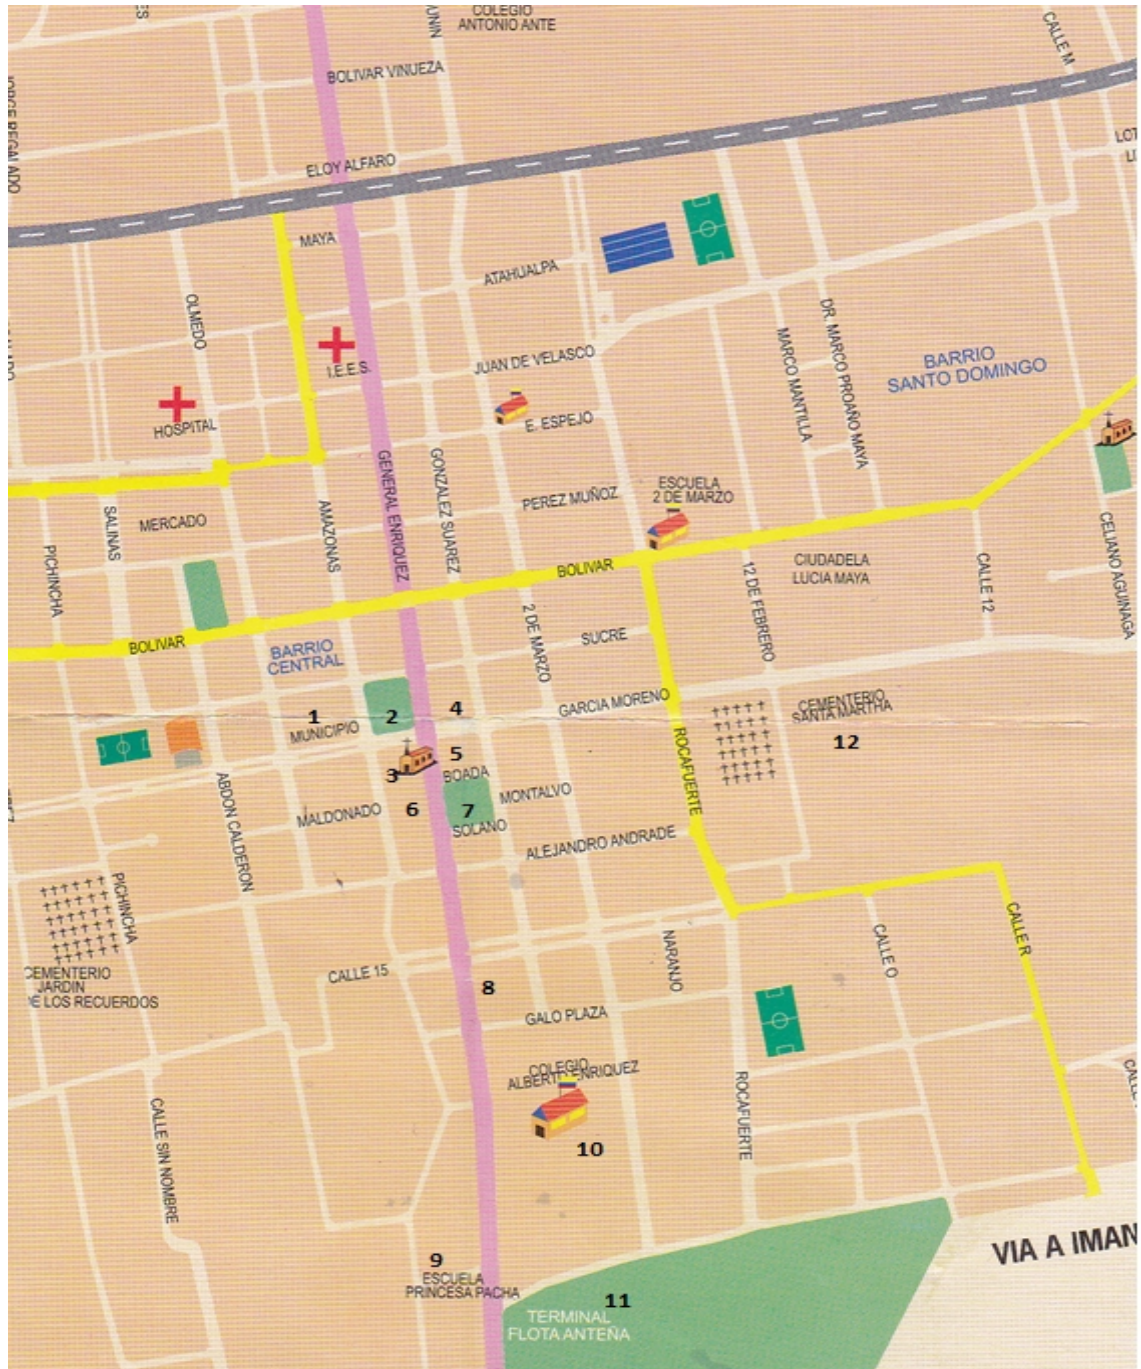 COLEGIO
ANTONIO ANTE
CALLE M
BOLIVAR VINUEZA
ELOY ALFARO
MAYA
ATAHUALPA
OLMEDO
JUAN DE VELASCO
I.E.E.S.
MARCO MANTILLA
DR. MARCO PROAÑO MAYA
BARRIO
SANTO DOMINGO
HOSPITAL
E. ESPEJO
GENERAL ENRIQUEZ
GONZALEZ SUAREZ
PEREZ MUÑOZ
ESCUELA
2 DE MARZO
SALINAS
MERCADO
AMAZONAS
PICHINCHA
BOLIVAR
12 DE FEBRERO
CIUDADELA
LUCIA MAYA
CALLE 12
CELIANO AGUINAGA
BOLIVAR
BARRIO
CENTRAL
2 DE MARZO
SUCRE
GARCIA MORENO
CEMENTERIO
SANTA MARTHA
1
2
4
MUNICIPIO
12
3
5
BOADA
ROCAFUERTE
ABDON CALDERON
MALDONADO
6
7
MONTALVO
SOLANO
ALEJANDRO ANDRADE
PICHINCHA
CEMENTERIO
JARDIN
DE LOS RECUERDOS
CALLE 15
8
NARANJO
CALLE O
CALLE R
GALO PLAZA
COLEGIO
ALBERTO ENRIQUEZ
10
ROCAFUERTE
CALLE SIN NOMBRE
9
ESCUELA
PRINCESA PACHA
11
TERMINAL
FLOTA ANTEÑA
VIA A IMAN